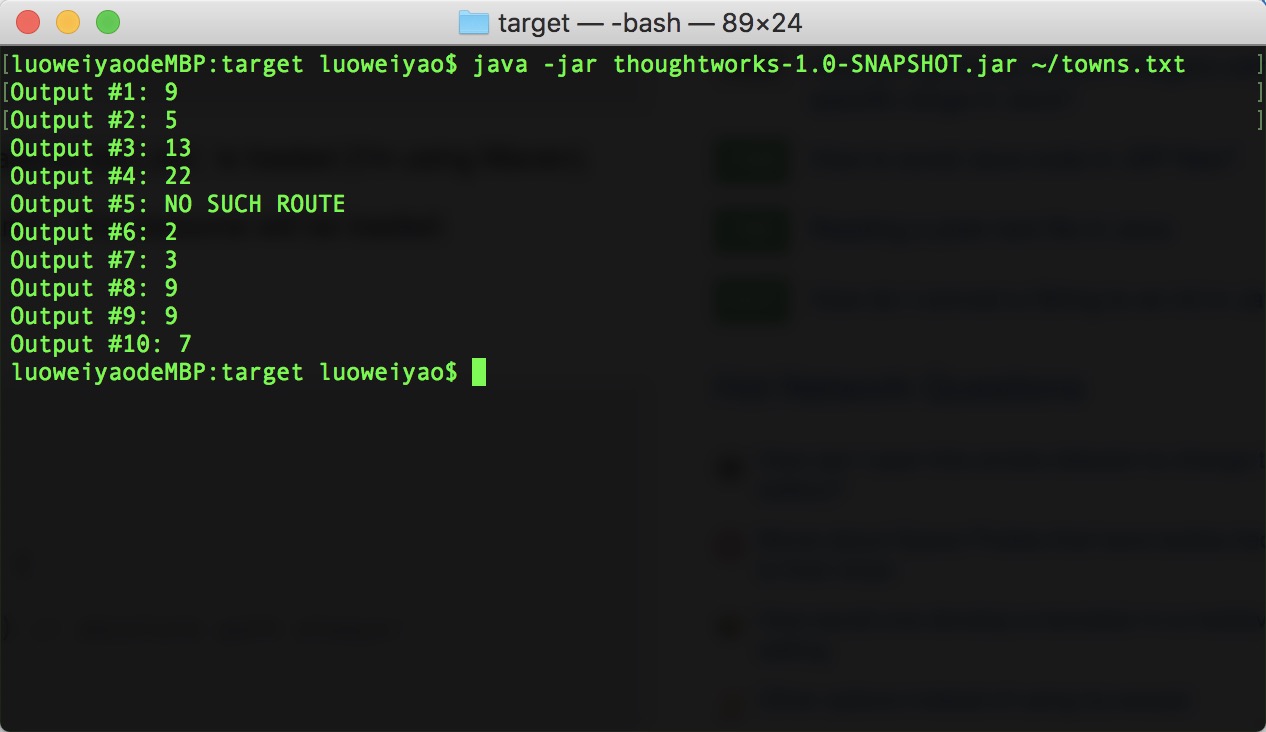 target — -bash — 89×24
[luoweiyaodeMBP:target luoweiyao$ java -jar thoughtworks-1.0-SNAPSHOT.jar ~/towns.txt ]
[Output #1: 9 ]
[Output #2: 5 ]
Output #3: 13
Output #4: 22
Output #5: NO SUCH ROUTE
Output #6: 2
Output #7: 3
Output #8: 9
Output #9: 9
Output #10: 7
luoweiyaodeMBP:target luoweiyao$